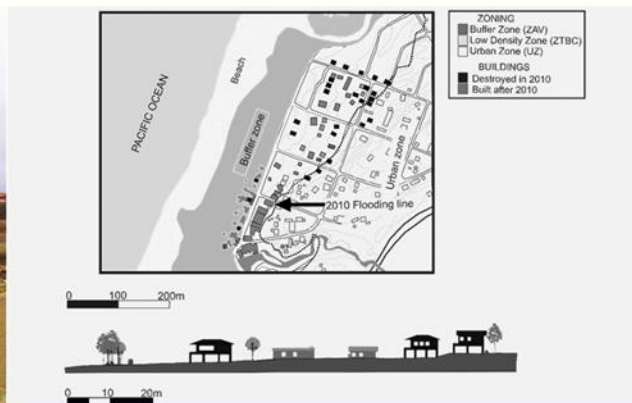 ZONING
Buffer Zone (ZAV)
Low Density Zone (ZTBC)
Urban Zone (UZ)
BUILDINGS
Destroyed in 2010
Built after 2010
PACIFIC OCEAN
Beach
Buffer zone
Urban zone
2010 Flooding line
0 100 200m
0 10 20m